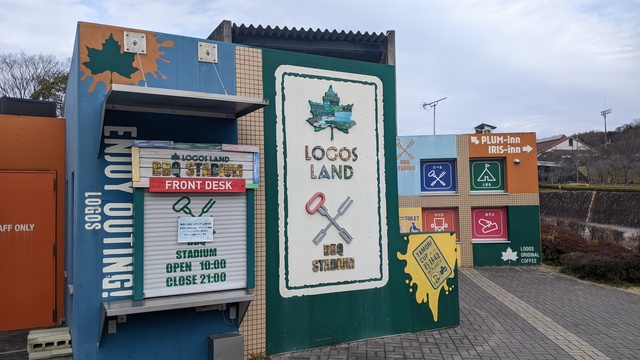 ENJOY OUTING!
LOGOS
LOGOS LAND
BBQ STADIUM
FRONT DESK
BBQ
STADIUM
OPEN 10:00
CLOSE 21:00
AFF ONLY
LOGOS
LAND
BBQ
STADIUM
PLUM-inn
IRIS-inn
TOILET
LOGOS
ORIGINAL
COFFEE